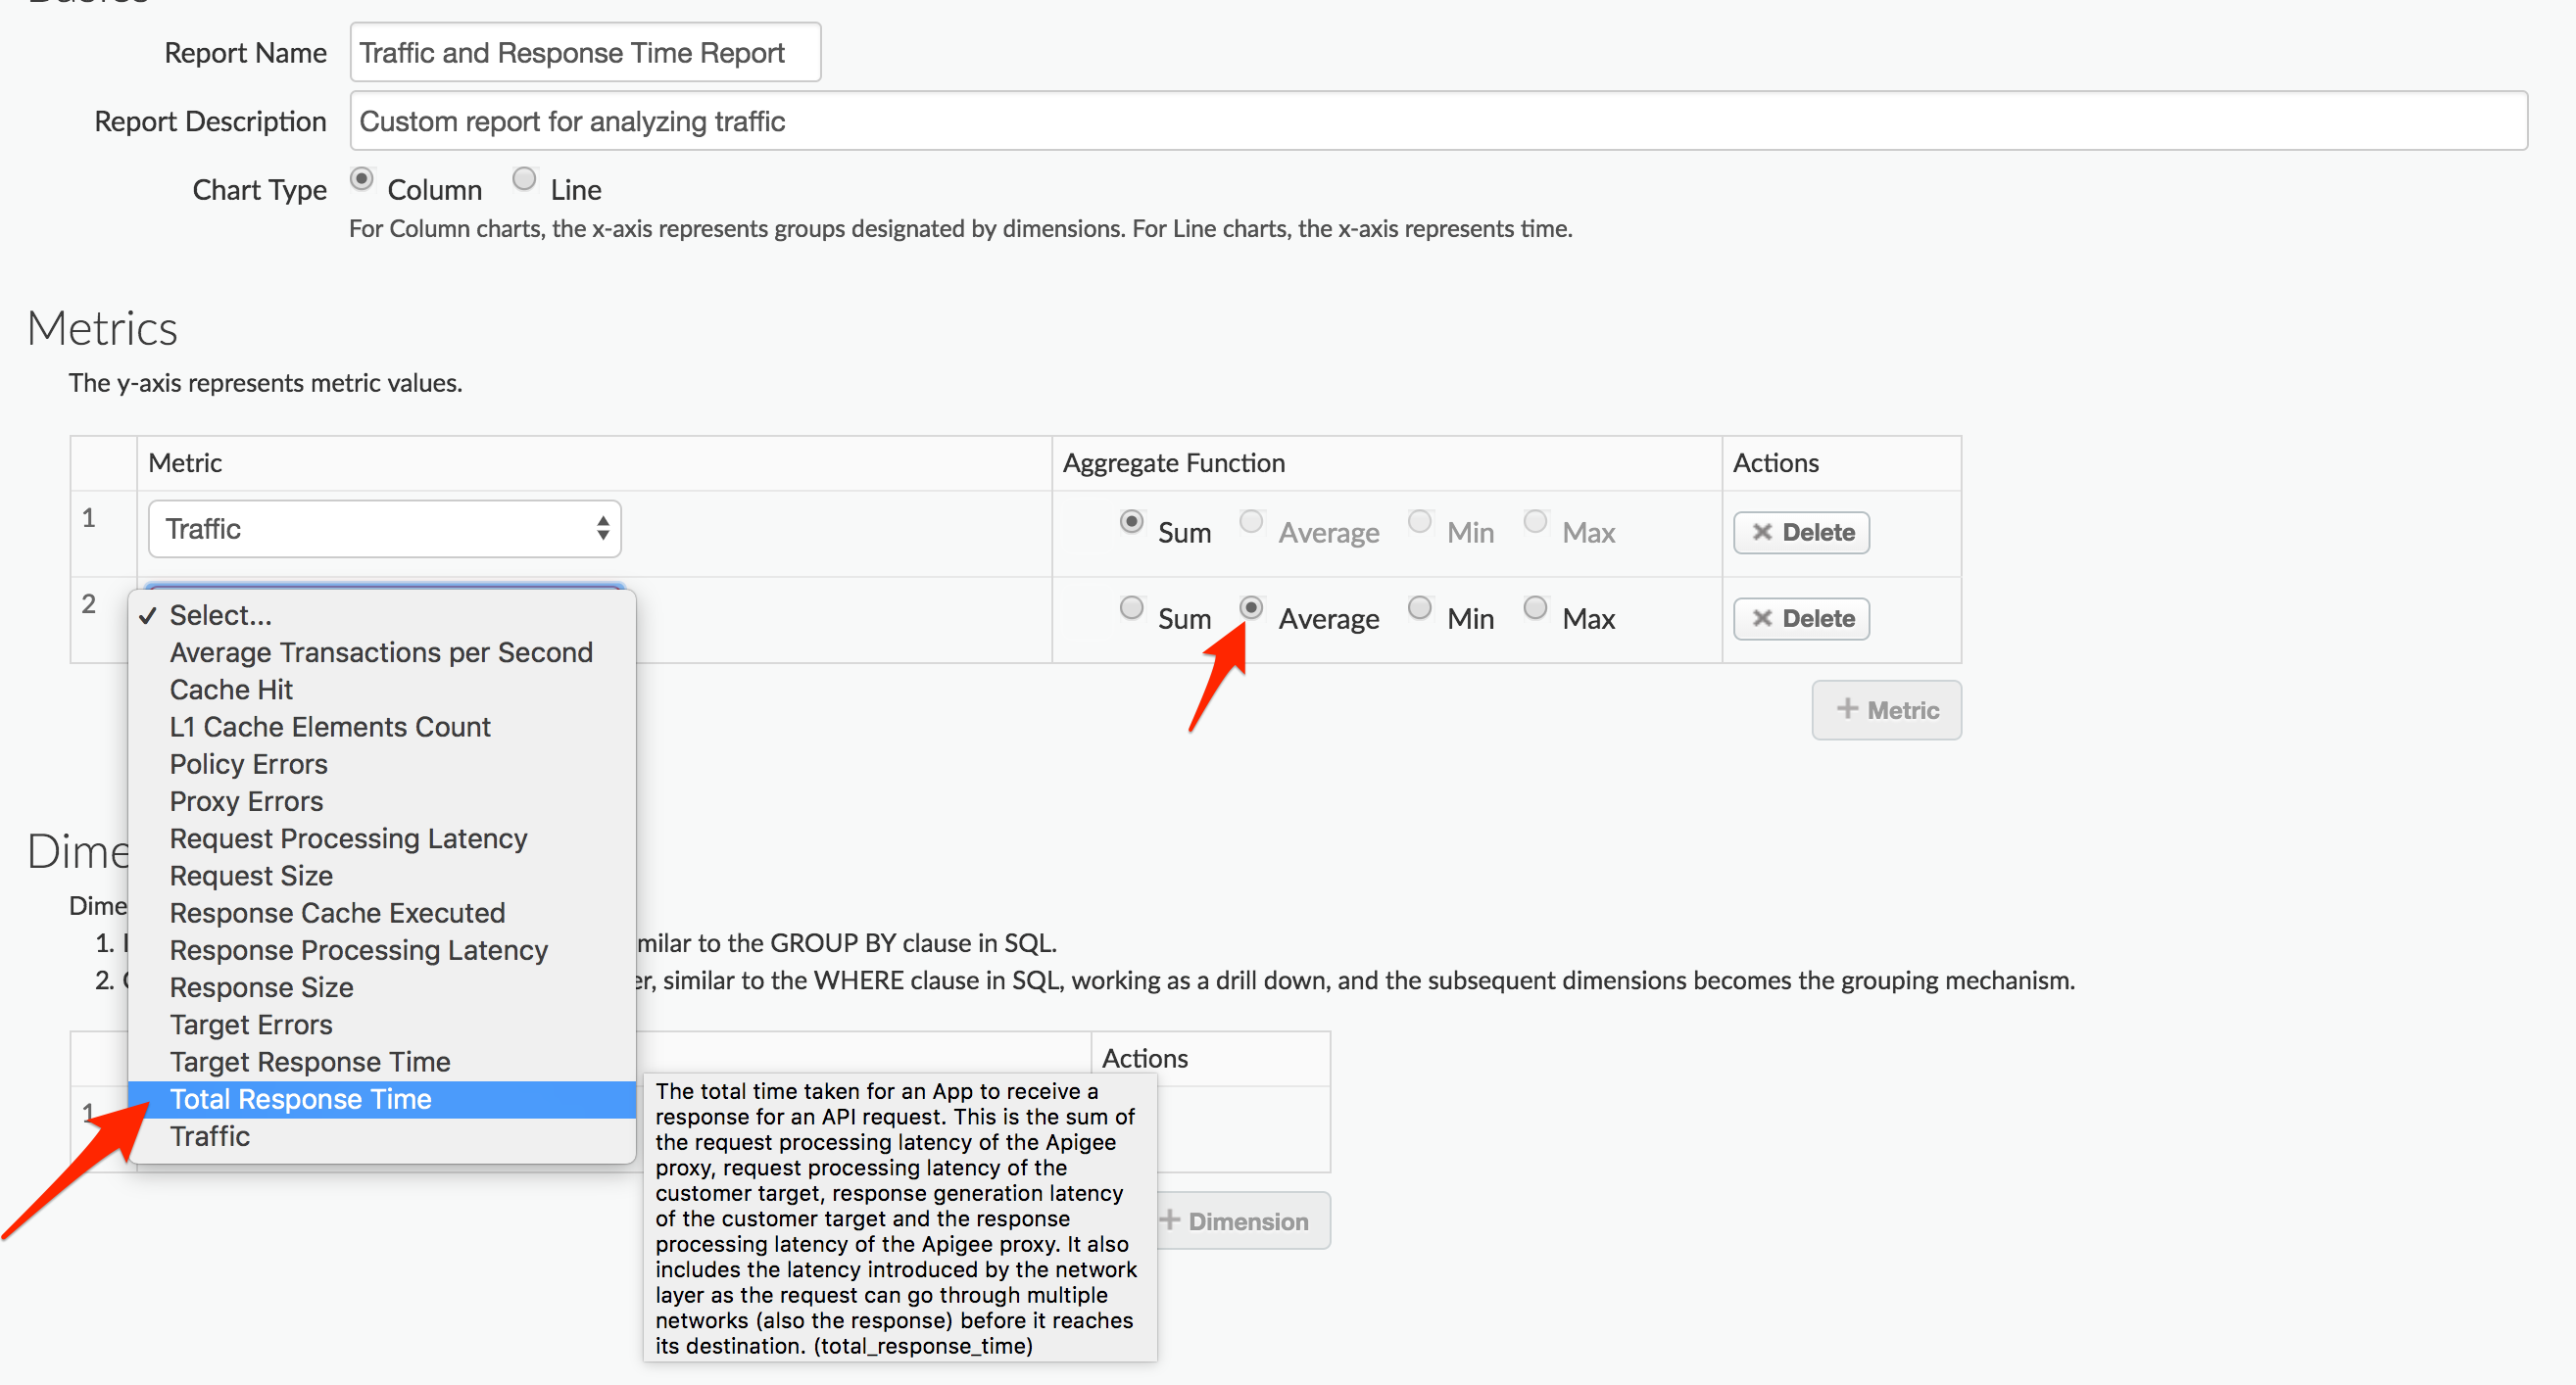 Report Name Traffic and Response Time Report
Report Description Custom report for analyzing traffic
Chart Type Column Line
For Column charts, the x-axis represents groups designated by dimensions. For Line charts, the x-axis represents time.
Metrics
The y-axis represents metric values.
Metric Aggregate Function Actions
1 Traffic Sum Average Min Max Delete
2 Sum Average Min Max Delete
Select...
Average Transactions per Second
Cache Hit
L1 Cache Elements Count
Policy Errors
Proxy Errors
Request Processing Latency
Request Size
Response Cache Executed
Response Processing Latency
Response Size
Target Errors
Target Response Time
Total Response Time
Traffic
+ Metric
1. to the GROUP BY clause in SQL.
2. similar to the WHERE clause in SQL, working as a drill down, and the subsequent dimensions becomes the grouping mechanism.
Actions
1
The total time taken for an App to receive a
response for an API request. This is the sum of
the request processing latency of the Apigee
proxy, request processing latency of the
customer target, response generation latency
of the customer target and the response
processing latency of the Apigee proxy. It also
includes the latency introduced by the network
layer as the request can go through multiple
networks (also the response) before it reaches
its destination. (total_response_time)
+ Dimension